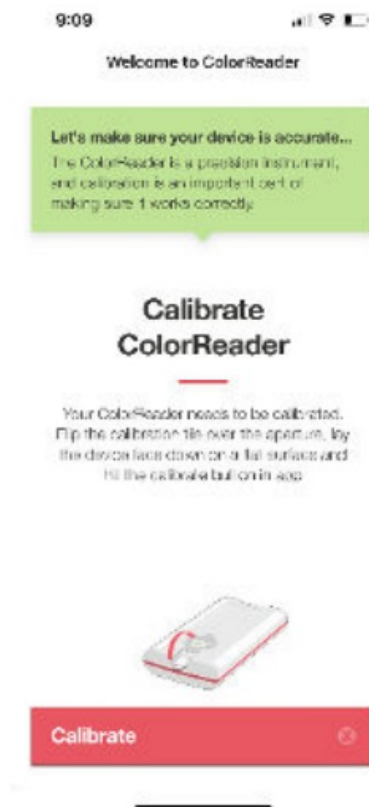 9:09
Welcome to ColorReader
Let's make sure your device is accurate...
The ColorReader is a precision instrument,
and calibration is an important part of
making sure it works correctly.
Calibrate
ColorReader
Your ColorReader needs to be calibrated.
Flip the calibration tile over the aperture, lay
the device face down on a flat surface and
hit the calibrate button in app
Calibrate